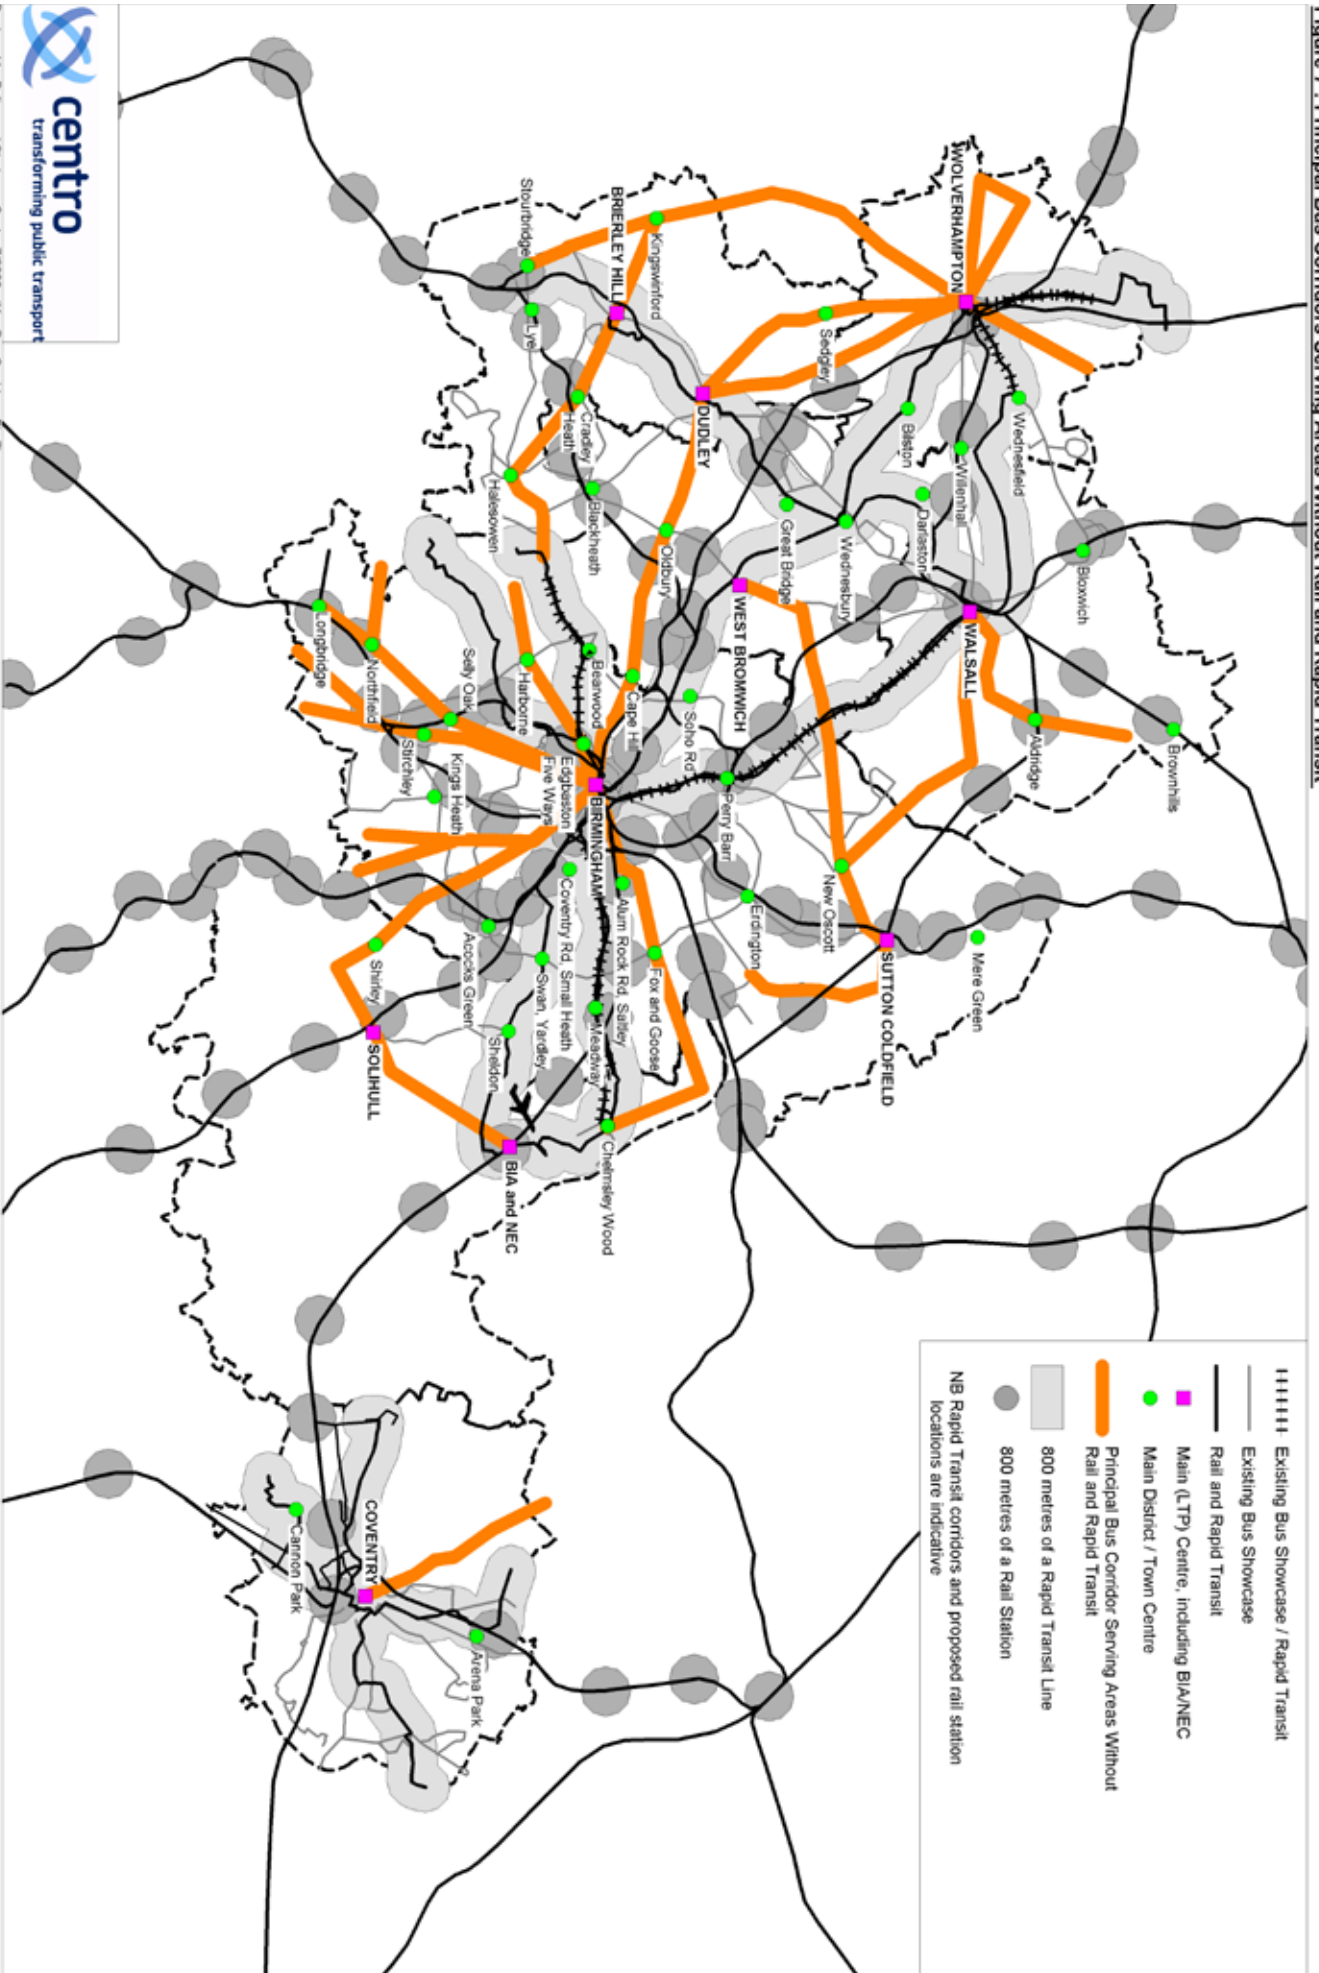 Figure 7 : Principal Bus Corridors Serving Areas Without Rail and Rapid Transit
Existing Bus Showcase / Rapid Transit
Existing Bus Showcase
Rail and Rapid Transit
Main (LTP) Centre, including BIA/NEC
Main District / Town Centre
Principal Bus Corridor Serving Areas Without
Rail and Rapid Transit
800 metres of a Rapid Transit Line
800 metres of a Rail Station
NB Rapid Transit corridors and proposed rail station
locations are indicative
Brownhills
Bloxwich
Aldridge
Wednesfield
WOLVERHAMPTON
Willenhall
WALSALL
Mere Green
Darlaston
Bilston
SUTTON COLDFIELD
Wednesbury
Sedgley
New Oscott
Great Bridge
Erdington
WEST BROMWICH
Perry Barr
DUDLEY
Soho Rd
Kingswinford
Oldbury
Fox and Goose
Cape Hill
Alum Rock Rd, Saltley
BRIERLEY HILL
Chelmsley Wood
BIRMINGHAM
Meadway
Blackheath
Bearwood
Cradley
Heath
Edgbaston
Five Ways
Coventry Rd, Small Heath
Lye
Stourbridge
Harborne
Swan, Yardley
BIA and NEC
Halesowen
Sheldon
Selly Oak
Acocks Green
Kings Heath
Arena Park
Stirchley
Northfield
Shirley
SOLIHULL
COVENTRY
Longbridge
Cannon Park
centro
transforming public transport